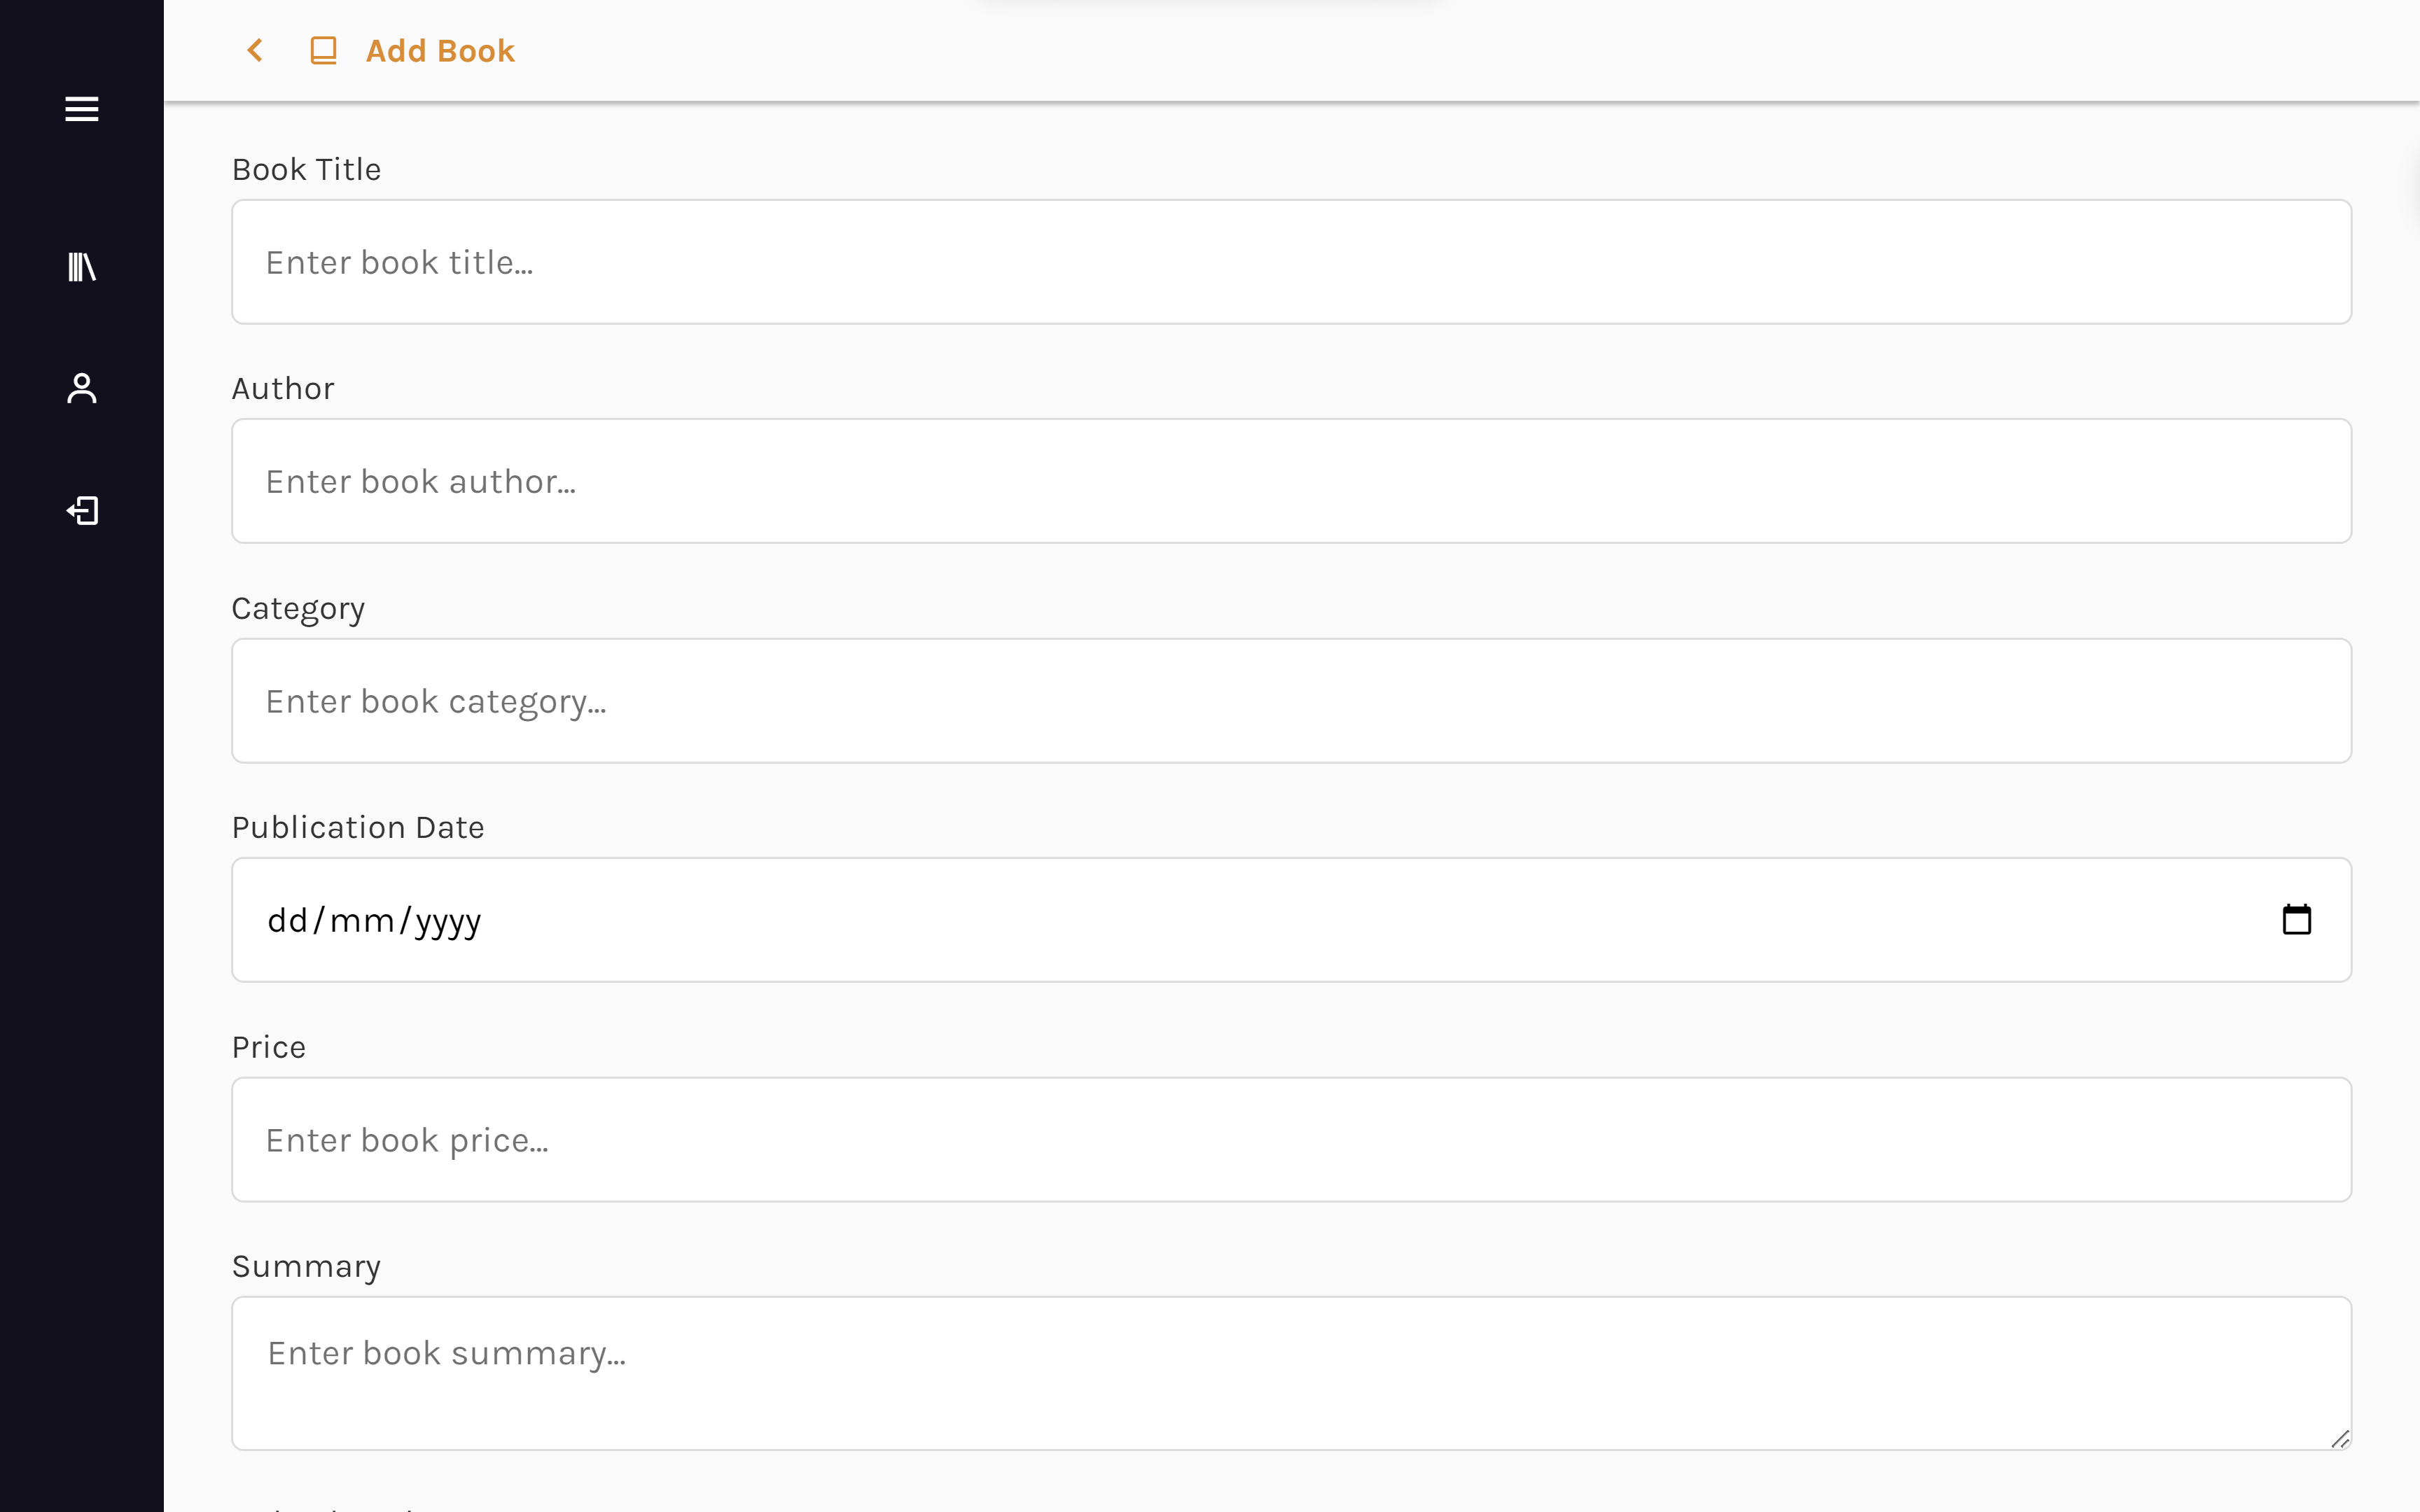 Add Book
Book Title
Enter book title...
Author
Enter book author...
Category
Enter book category...
Publication Date
dd/mm/yyyy
Price
Enter book price...
Summary
Enter book summary...